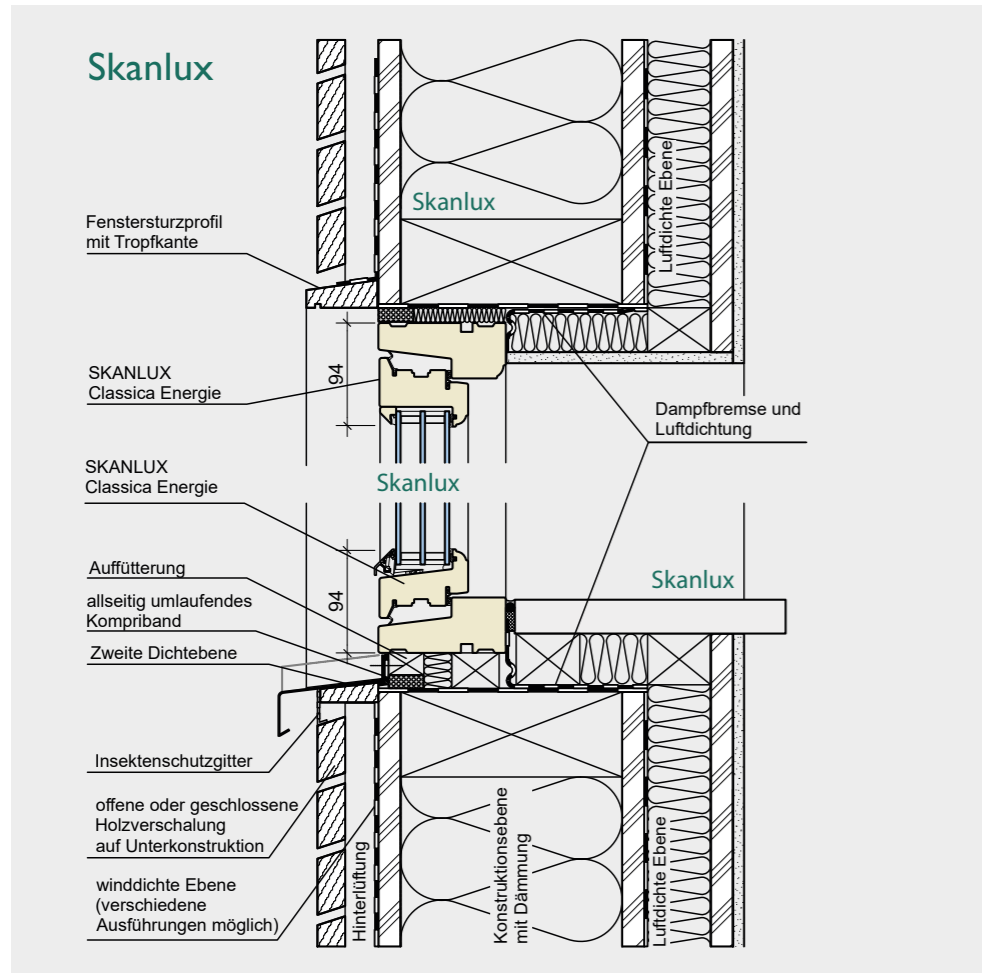 Skanlux
Skanlux
Luftdichte Ebene
Fenstersturzprofil
mit Tropfkante
94
SKANLUX
Classica Energie
Dampfbremse und
Luftdichtung
SKANLUX
Classica Energie
Skanlux
Auffütterung
Skanlux
allseitig umlaufendes
Kompriband
94
Zweite Dichtebene
Insektenschutzgitter
offene oder geschlossene
Holzverschalung
auf Unterkonstruktion
winddichte Ebene
(verschiedene
Ausführungen möglich)
Hinterlüftung
Konstruktionsebene
mit Dämmung
Luftdichte Ebene